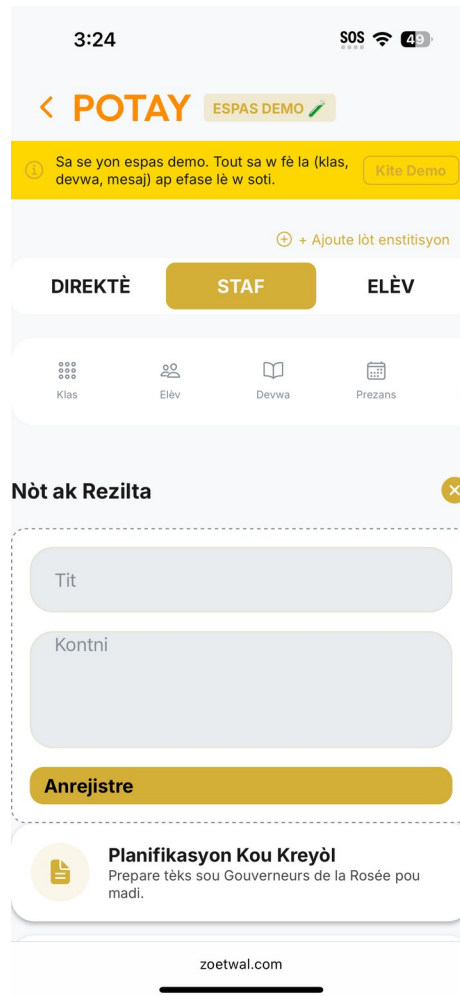 3:24
SOS
49
POTAY
ESPAS DEMO
Sa se yon espas demo. Tout sa w fè la (klas,
devwa, mesaj) ap efase lè w soti.
Kite Demo
+ Ajoute lòt enstitisyon
DIREKTÈ
STAF
ELÈV
Klas
Elèv
Devwa
Prezans
Nòt ak Rezilta
Tit
Kontni
Anrejistre
Planifikasyon Kou Kreyòl
Prepare tèks sou Gouverneurs de la Rosée pou
madi.
zoetwal.com